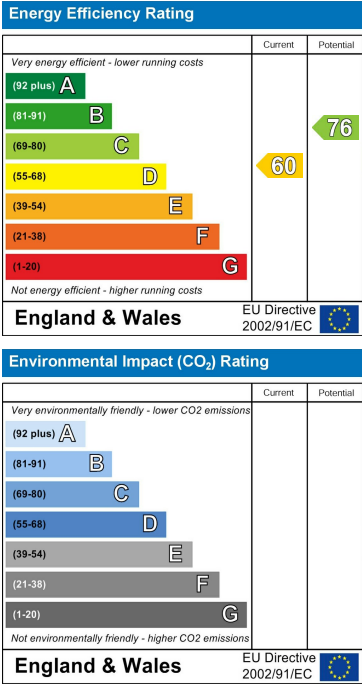 Energy Efficiency Rating
Current Potential
Very energy efficient - lower running costs
(92 plus) A
(81-91) B
(69-80) C
(55-68) D
(39-54) E
(21-38) F
(1-20) G
60
76
Not energy efficient - higher running costs
England & Wales
EU Directive
2002/91/EC
Environmental Impact (CO₂) Rating
Current Potential
Very environmentally friendly - lower CO2 emissions
(92 plus) A
(81-91) B
(69-80) C
(55-68) D
(39-54) E
(21-38) F
(1-20) G
Not environmentally friendly - higher CO2 emissions
England & Wales
EU Directive
2002/91/EC